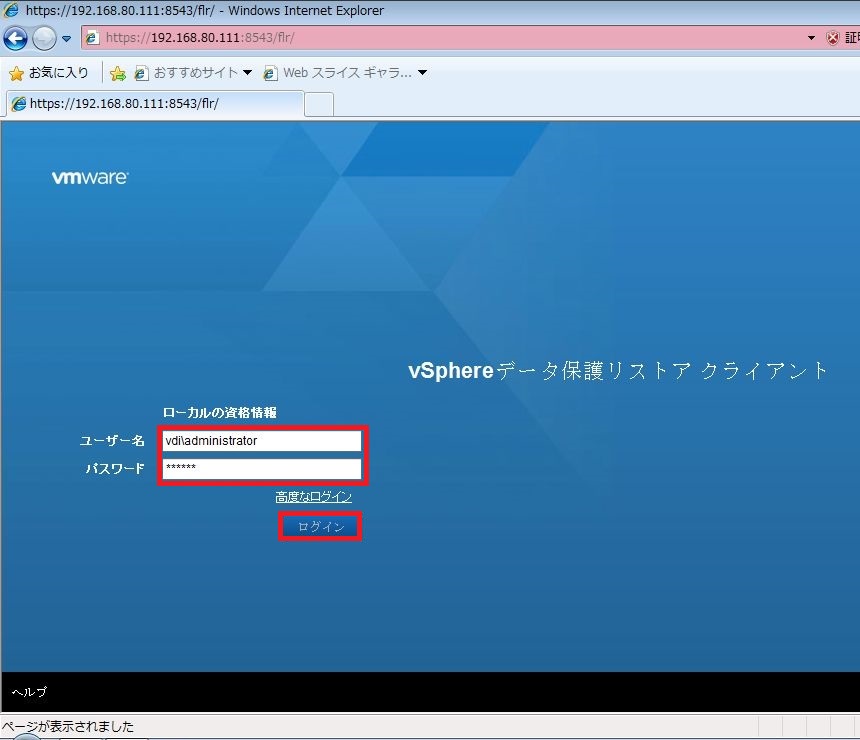 https://192.168.80.111:8543/flr/ - Windows Internet Explorer
https://192.168.80.111:8543/flr/
お気に入り おすすめサイト Web スライス ギャラ...
https://192.168.80.111:8543/flr/
vmware
vSphereデータ保護リストア クライアント
ローカルの資格情報
ユーザー名 vdi\administrator
パスワード ******
高度なログイン
ログイン
ヘルプ
ページが表示されました